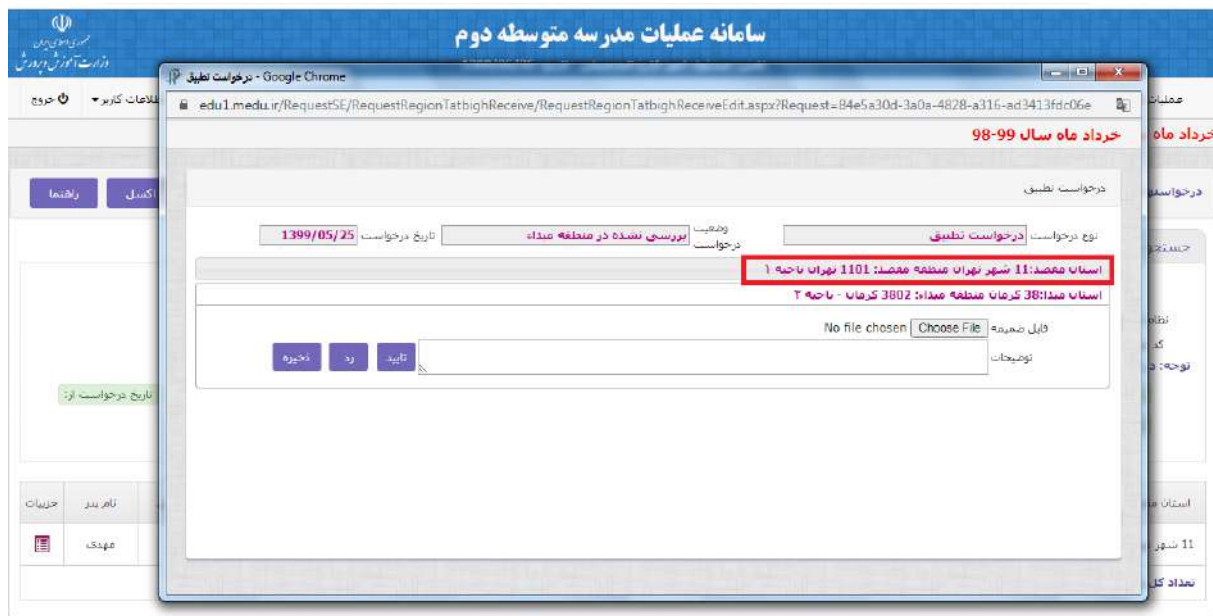 سامانه عملیات مدرسه متوسطه دوم
جمهوری اسلامی ایران
وزارت آموزش و پرورش
درخواست تطبیق - Google Chrome
عملیات
اطلاعات کاربر
خروج
edu1.medu.ir/RequestSE/RequestRegionTatbighReceive/RequestRegionTatbighReceiveEdit.aspx?Request=84e5a30d-3a0a-4828-a316-ad3413fdc06e
خرداد ماه
خرداد ماه سال 99-98
اکسل
راهنما
درخواست تطبیق
نوع درخواست درخواست تطبیق
وضعیت درخواست بررسی نشده در منطقه مبداء
تاریخ درخواست 1399/05/25
استان مقصد:11 شهر تهران منطقه مقصد: 1101 تهران ناحیه ۱
استان مبدا:38 کرمان منطقه مبداء: 3802 کرمان - ناحیه ۲
فایل ضمیمه Choose File No file chosen
توضیحات
تایید
رد
ذخیره
کد
توجه:
تاریخ درخواست از:
استان
نام پدر
جزییات
11 شهر
مهدی
تعداد کل